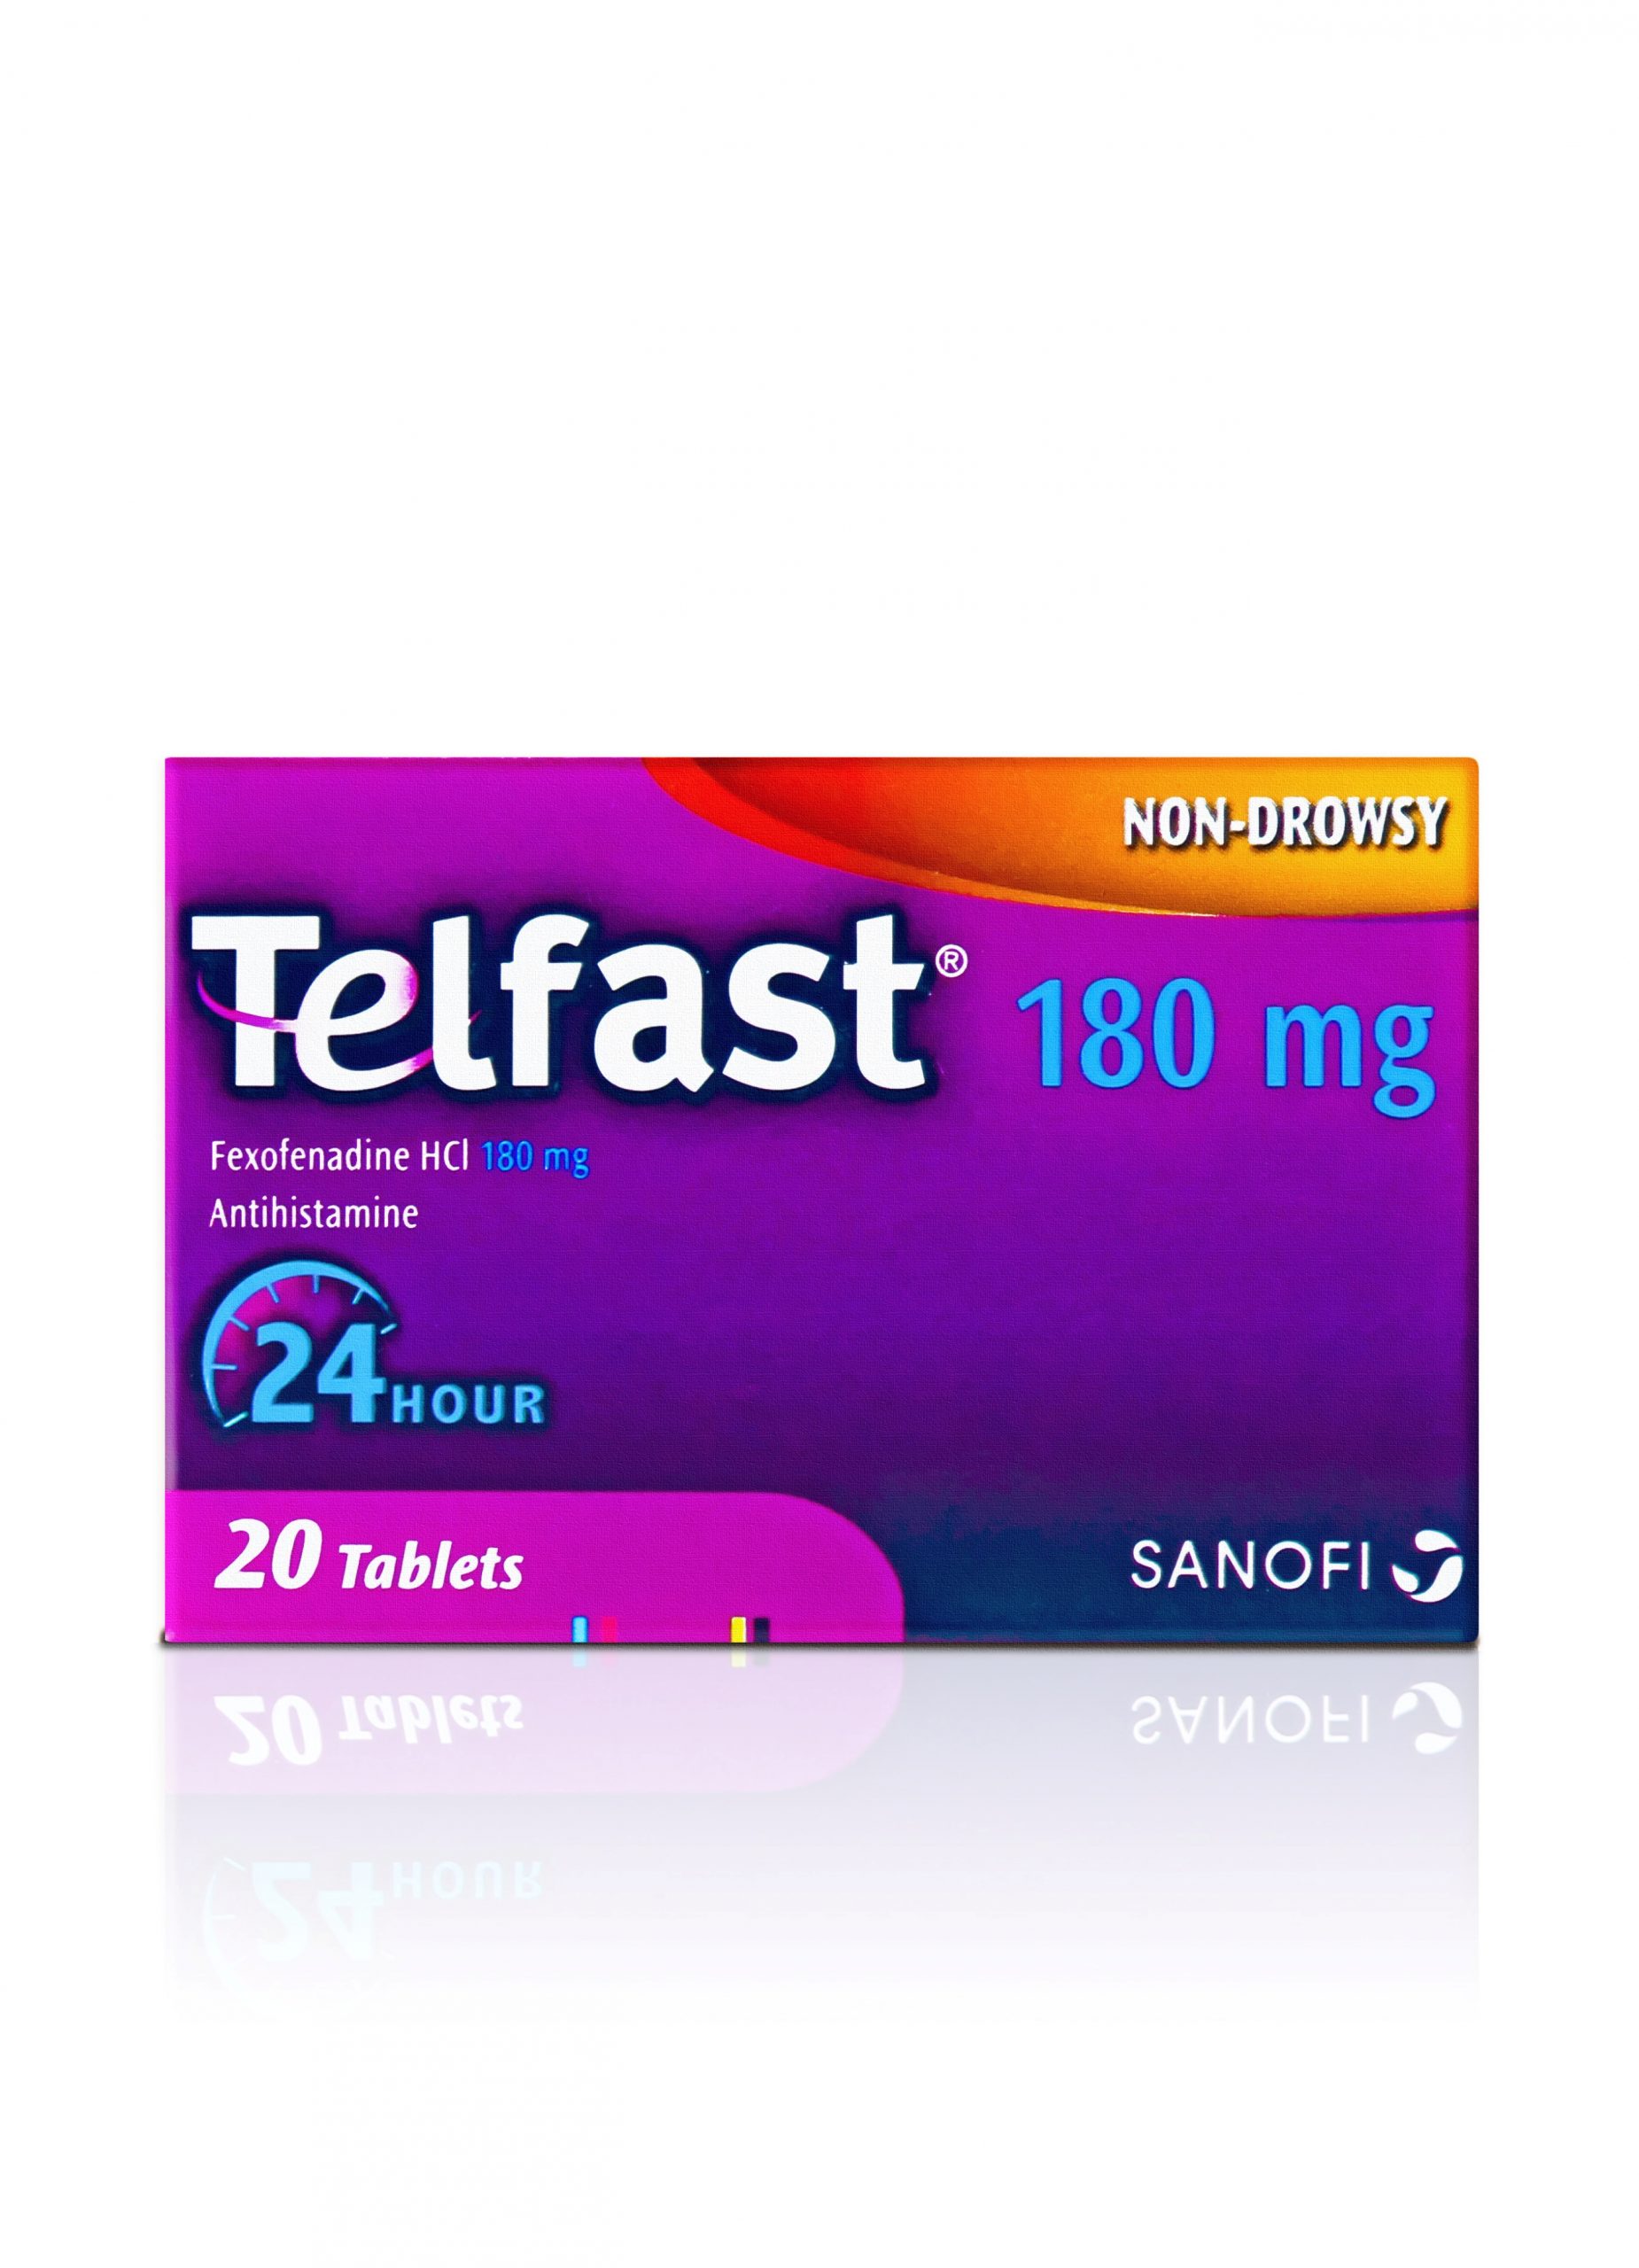 NON-DROWSY
Telfast® 180 mg
Fexofenadine HCl 180 mg
Antihistamine
24 HOUR
20 Tablets
SANOFI